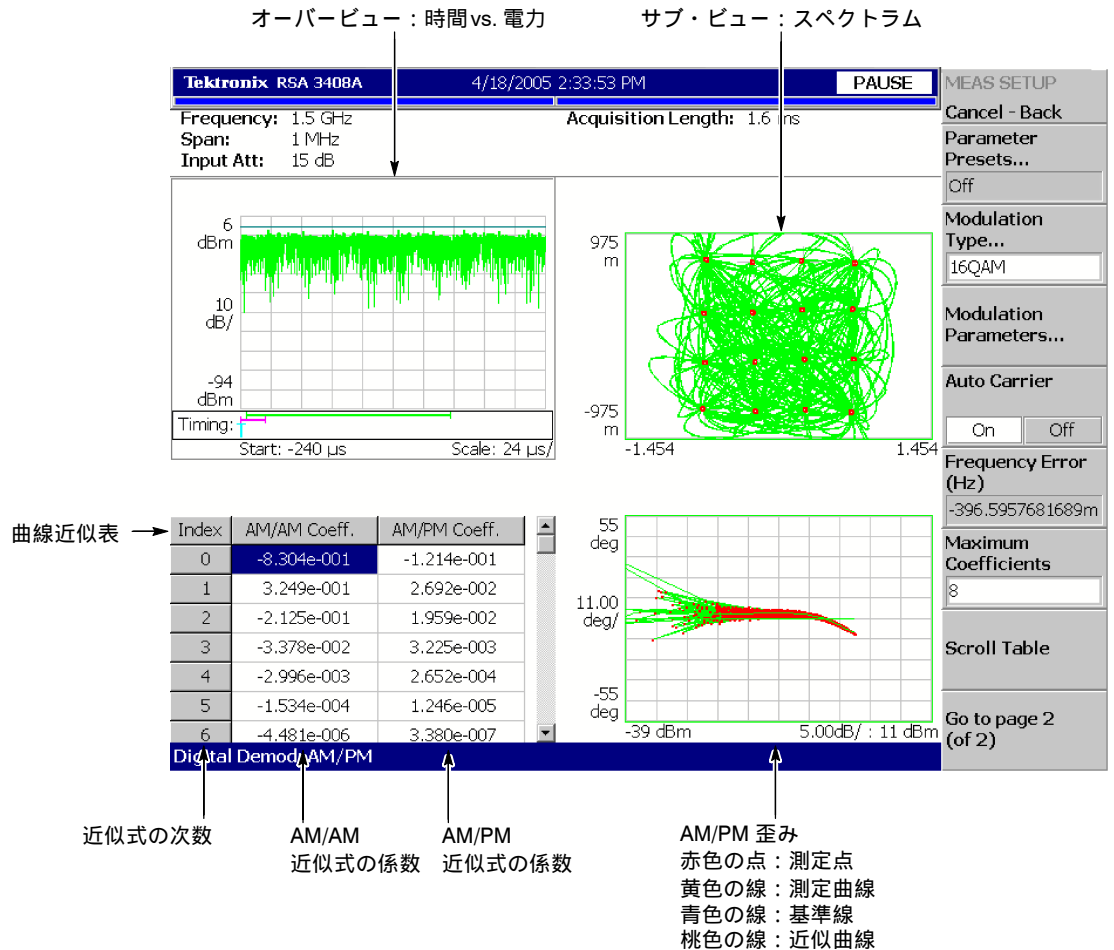 オーバービュー：時間 vs. 電力
サブ・ビュー：スペクトラム
Tektronix RSA 3408A
4/18/2005 2:33:53 PM
PAUSE
Frequency: 1.5 GHz
Span: 1 MHz
Input Att: 15 dB
Acquisition Length: 1.6 ms
6
dBm
10
dB/
-94
dBm
Timing:
Start: -240 µs
Scale: 24 µs/
975
m
-975
m
-1.454
1.454
曲線近似表
Index AM/AM Coeff. AM/PM Coeff.
0 -8.304e-001 -1.214e-001
1 3.249e-001 2.692e-002
2 -2.125e-001 1.959e-002
3 -3.378e-002 3.225e-003
4 -2.996e-003 2.652e-004
5 -1.534e-004 1.246e-005
6 -4.481e-006 3.380e-007
55
deg
11.00
deg/
-55
deg
-39 dBm
5.00dB/ : 11 dBm
Digital Demod: AM/PM
MEAS SETUP
Cancel - Back
Parameter
Presets...
Off
Modulation
Type...
16QAM
Modulation
Parameters...
Auto Carrier
On Off
Frequency Error
(Hz)
-396.5957681689m
Maximum
Coefficients
8
Scroll Table
Go to page 2
(of 2)
近似式の次数
AM/AM
近似式の係数
AM/PM
近似式の係数
AM/PM 歪み
赤色の点：測定点
黄色の線：測定曲線
青色の線：基準線
桃色の線：近似曲線